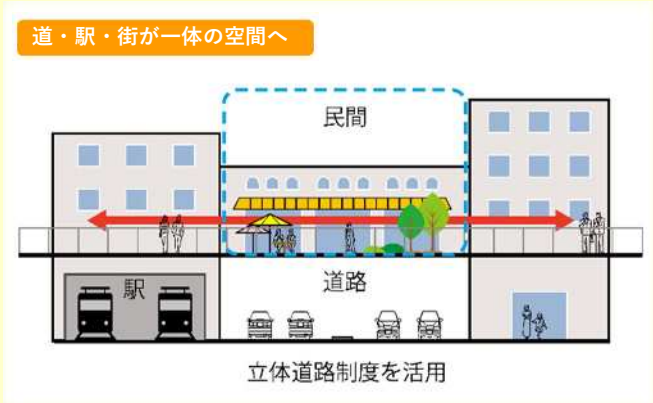 道・駅・街が一体の空間へ
民間
駅
道路
立体道路制度を活用